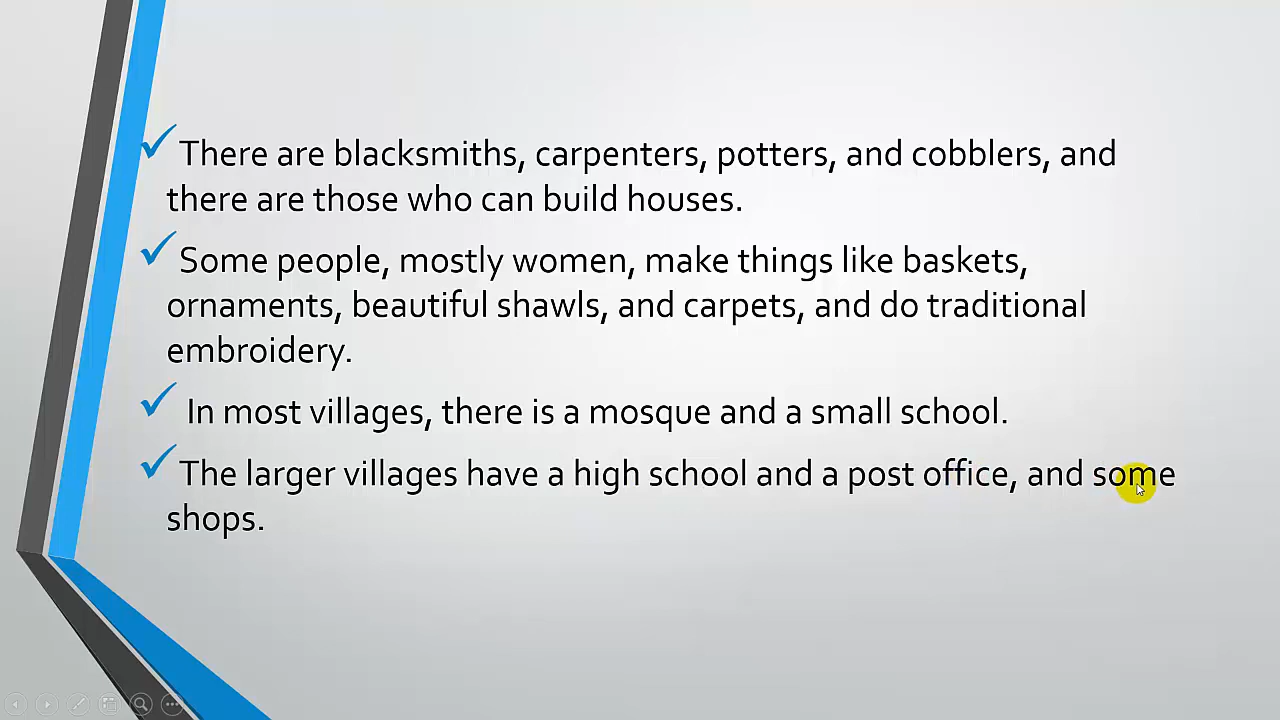 There are blacksmiths, carpenters, potters, and cobblers, and
there are those who can build houses.
Some people, mostly women, make things like baskets,
ornaments, beautiful shawls, and carpets, and do traditional
embroidery.
In most villages, there is a mosque and a small school.
The larger villages have a high school and a post office, and some
shops.